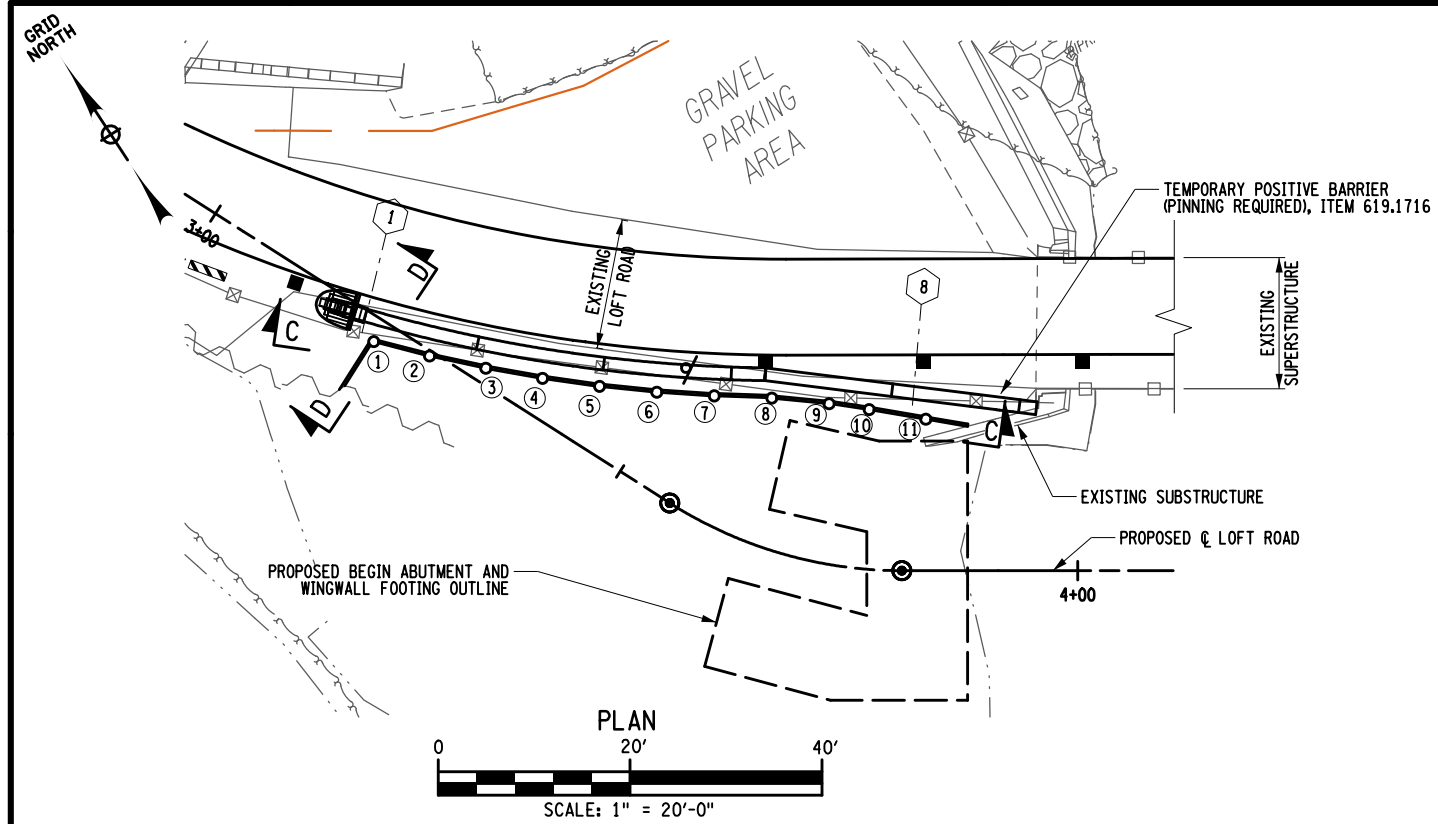 GRID
NORTH
GRAVEL
PARKING
AREA
TEMPORARY POSITIVE BARRIER
(PINNING REQUIRED), ITEM 619.1716
3+00
1
D
EXISTING
LOFT ROAD
8
EXISTING
SUPERSTRUCTURE
C
1
2
3
4
5
6
7
8
9
10
11
D
C
EXISTING SUBSTRUCTURE
PROPOSED ℄ LOFT ROAD
4+00
PROPOSED BEGIN ABUTMENT AND
WINGWALL FOOTING OUTLINE
PLAN
0 20' 40'
SCALE: 1" = 20'-0"